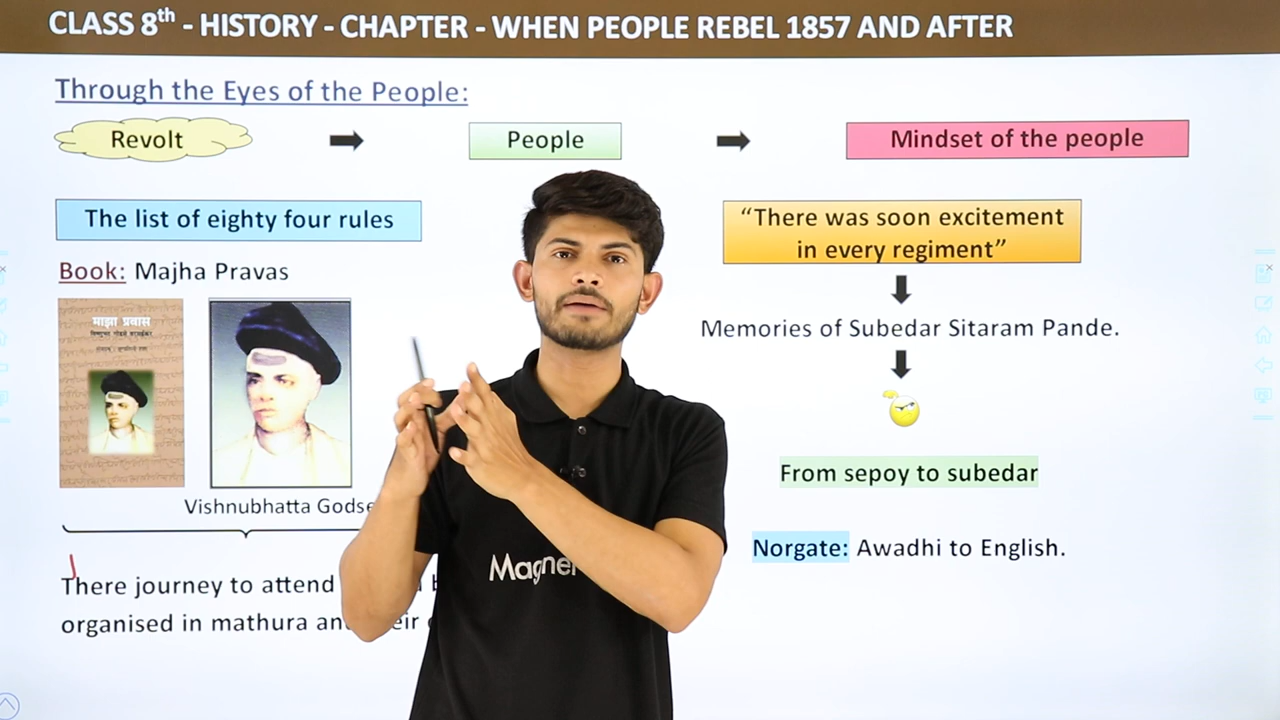 CLASS 8th - HISTORY - CHAPTER - WHEN PEOPLE REBEL 1857 AND AFTER
Through the Eyes of the People:
Revolt
People
Mindset of the people
The list of eighty four rules
Book: Majha Pravas
माझा प्रवास
Vishnubhatta Godse
There journey to attend
organised in mathura
“There was soon excitement
in every regiment”
Memories of Subedar Sitaram Pande.
From sepoy to subedar
Norgate: Awadhi to English.
Magnet